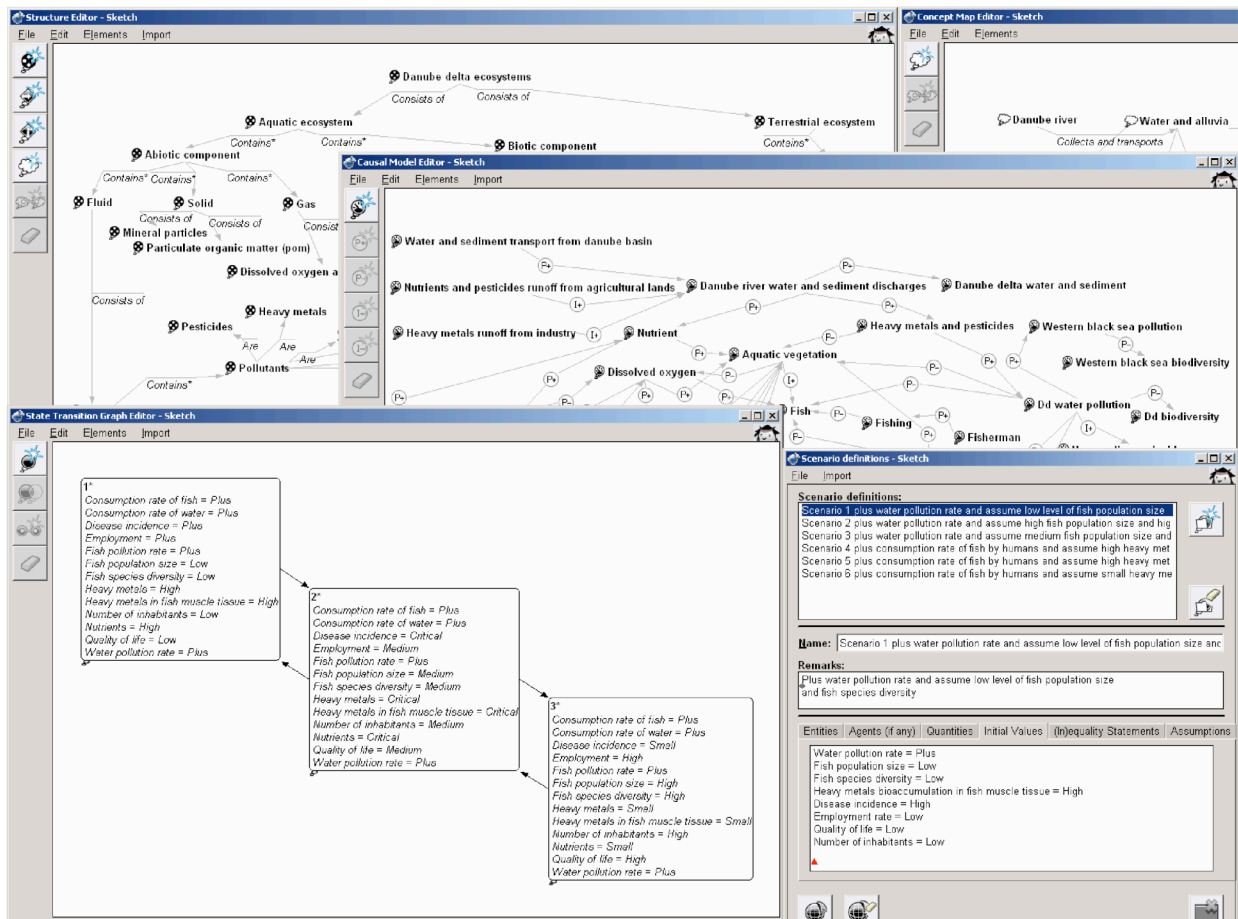 Structure Editor - Sketch
File Edit Elements Import
Danube delta ecosystems
Consists of Consists of
Aquatic ecosystem
Terrestrial ecosystem
Contains* Contains* Contains*
Biotic component
Abiotic component
Contains* Contains* Contains*
Fluid Solid Gas
Consists of Consists of
Mineral particles
Particulate organic matter (pom)
Dissolved oxygen a
Consists of
Heavy metals
Pesticides
Are Are Are
Pollutants
Contains*
Concept Map Editor - Sketch
File Edit Elements
Danube river Water and alluvia
Collects and transports
Causal Model Editor - Sketch
File Edit Elements Import
Water and sediment transport from danube basin
P+ P+
Nutrients and pesticides runoff from agricultural lands Danube river water and sediment discharges Danube delta water and sediment
I+ P+ P+
Heavy metals runoff from industry I+ Nutrient Heavy metals and pesticides Western black sea pollution
P+ P-
Aquatic vegetation Western black sea biodiversity
Dissolved oxygen P- P- P+ P+
P+ I+
P+ P+ P+ P+ P-
Fish Dd water pollution
P- P+ P- Dd biodiversity
Fishing
P- P+ Fisherman I+
State Transition Graph Editor - Sketch
File Edit Elements Import
1*
Consumption rate of fish = Plus
Consumption rate of water = Plus
Disease incidence = Plus
Employment = Plus
Fish pollution rate = Plus
Fish population size = Low
Fish species diversity = Low
Heavy metals = High
Heavy metals in fish muscle tissue = High
Number of inhabitants = Low
Nutrients = High
Quality of life = Low
Water pollution rate = Plus
2*
Consumption rate of fish = Plus
Consumption rate of water = Plus
Disease incidence = Critical
Employment = Medium
Fish pollution rate = Plus
Fish population size = Medium
Fish species diversity = Medium
Heavy metals = Critical
Heavy metals in fish muscle tissue = Critical
Number of inhabitants = Medium
Nutrients = Critical
Quality of life = Medium
Water pollution rate = Plus
3*
Consumption rate of fish = Plus
Consumption rate of water = Plus
Disease incidence = Small
Employment = High
Fish pollution rate = Plus
Fish population size = High
Fish species diversity = High
Heavy metals = Small
Heavy metals in fish muscle tissue = Small
Number of inhabitants = High
Nutrients = Small
Quality of life = High
Water pollution rate = Plus
Scenario definitions - Sketch
File Import
Scenario definitions:
Scenario 1 plus water pollution rate and assume low level of fish population size
Scenario 2 plus water pollution rate and assume high fish population size and hig
Scenario 3 plus water pollution rate and assume medium fish population size and
Scenario 4 plus consumption rate of fish by humans and assume high heavy met
Scenario 5 plus consumption rate of fish by humans and assume high heavy met
Scenario 6 plus consumption rate of fish by humans and assume small heavy me
Name: Scenario 1 plus water pollution rate and assume low level of fish population size and
Remarks:
Plus water pollution rate and assume low level of fish population size
and fish species diversity
Entities Agents (if any) Quantities Initial Values (In)equality Statements Assumptions
Water pollution rate = Plus
Fish population size = Low
Fish species diversity = Low
Heavy metals bioaccumulation in fish muscle tissue = High
Disease incidence = High
Employment rate = Low
Quality of life = Low
Number of inhabitants = Low